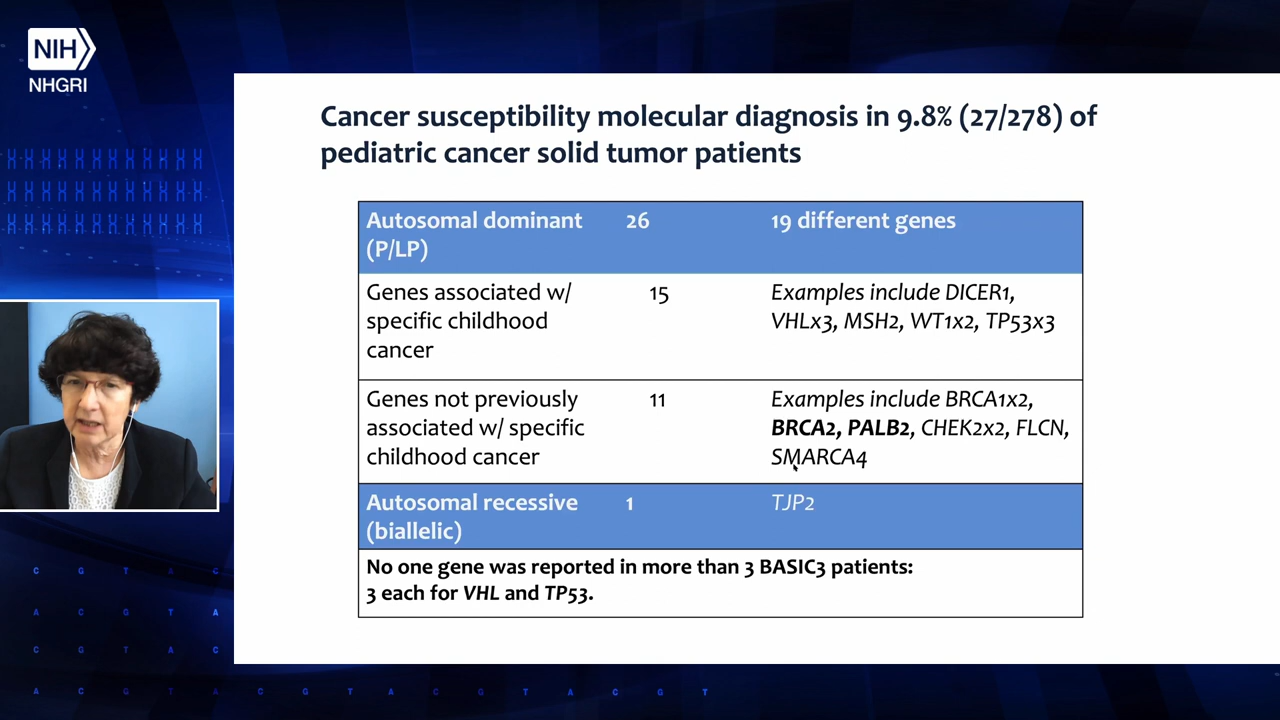 NIH
NHGRI
Cancer susceptibility molecular diagnosis in 9.8% (27/278) of
pediatric cancer solid tumor patients
Autosomal dominant 26 19 different genes
(P/LP)
Genes associated w/ 15 Examples include DICER1,
specific childhood VHLx3, MSH2, WT1x2, TP53x3
cancer
Genes not previously 11 Examples include BRCA1x2,
associated w/ specific BRCA2, PALB2, CHEK2x2, FLCN,
childhood cancer SMARCA4
Autosomal recessive 1 TJP2
(biallelic)
No one gene was reported in more than 3 BASIC3 patients:
3 each for VHL and TP53.
C G T A C
A C G T A
C G T A C
A C G T A C G T A C G T